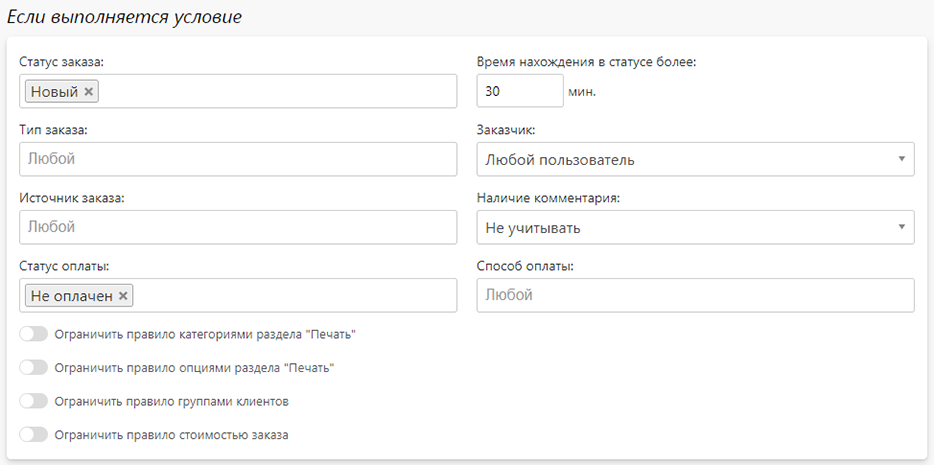 Если выполняется условие
Статус заказа:
Новый ×
Время нахождения в статусе более:
30 мин.
Тип заказа:
Любой
Заказчик:
Любой пользователь
Источник заказа:
Любой
Наличие комментария:
Не учитывать
Статус оплаты:
Не оплачен ×
Способ оплаты:
Любой
Ограничить правило категориями раздела "Печать"
Ограничить правило опциями раздела "Печать"
Ограничить правило группами клиентов
Ограничить правило стоимостью заказа